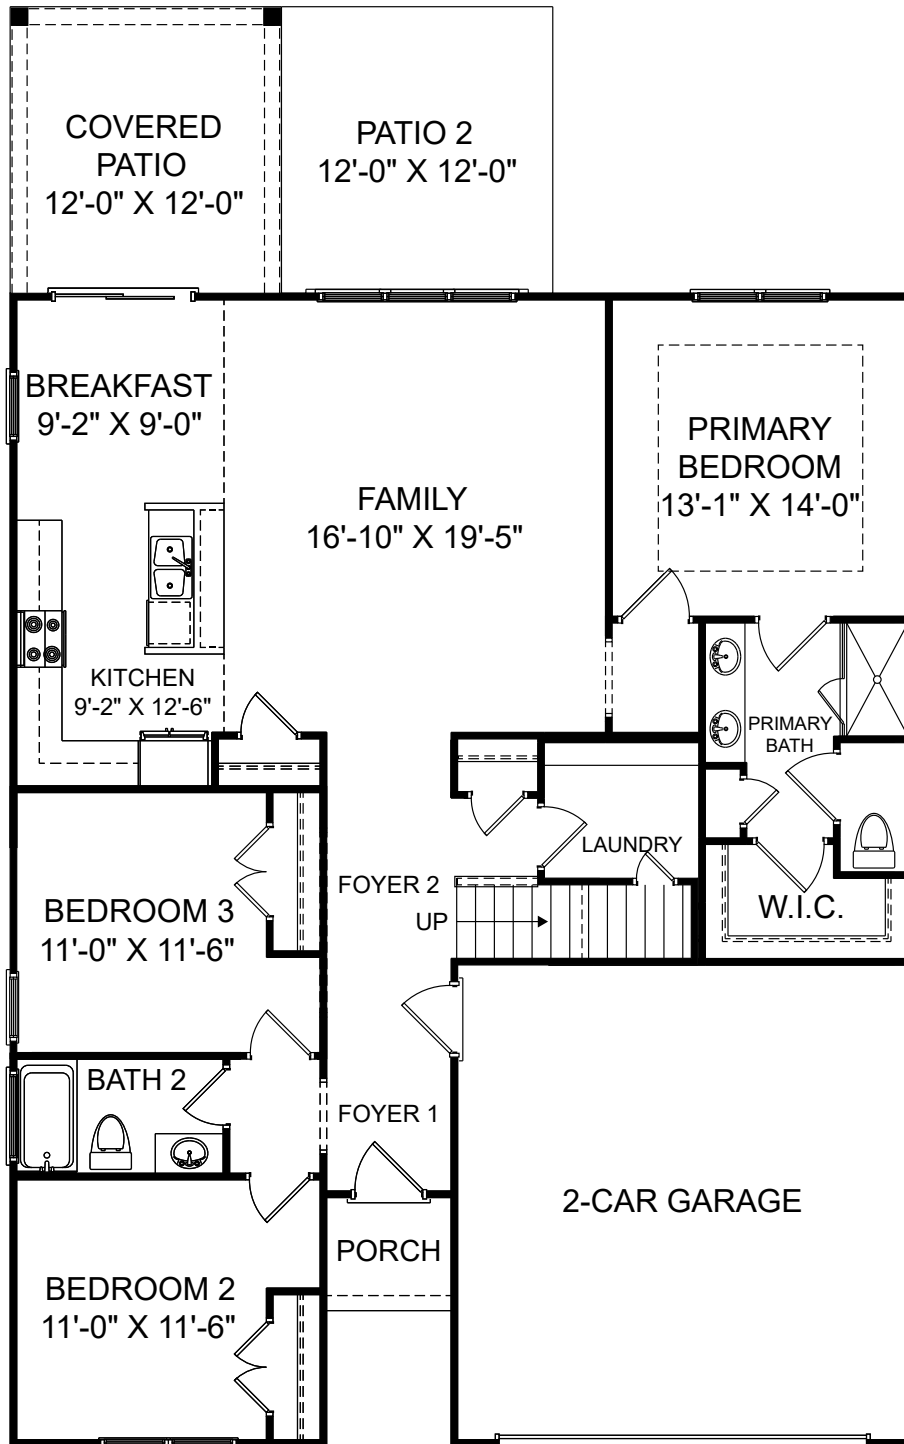 COVERED
PATIO
12'-0" X 12'-0"
PATIO 2
12'-0" X 12'-0"
BREAKFAST
9'-2" X 9'-0"
FAMILY
16'-10" X 19'-5"
PRIMARY
BEDROOM
13'-1" X 14'-0"
KITCHEN
9'-2" X 12'-6"
PRIMARY
BATH
LAUNDRY
FOYER 2
UP
W.I.C.
BEDROOM 3
11'-0" X 11'-6"
BATH 2
FOYER 1
2-CAR GARAGE
PORCH
BEDROOM 2
11'-0" X 11'-6"